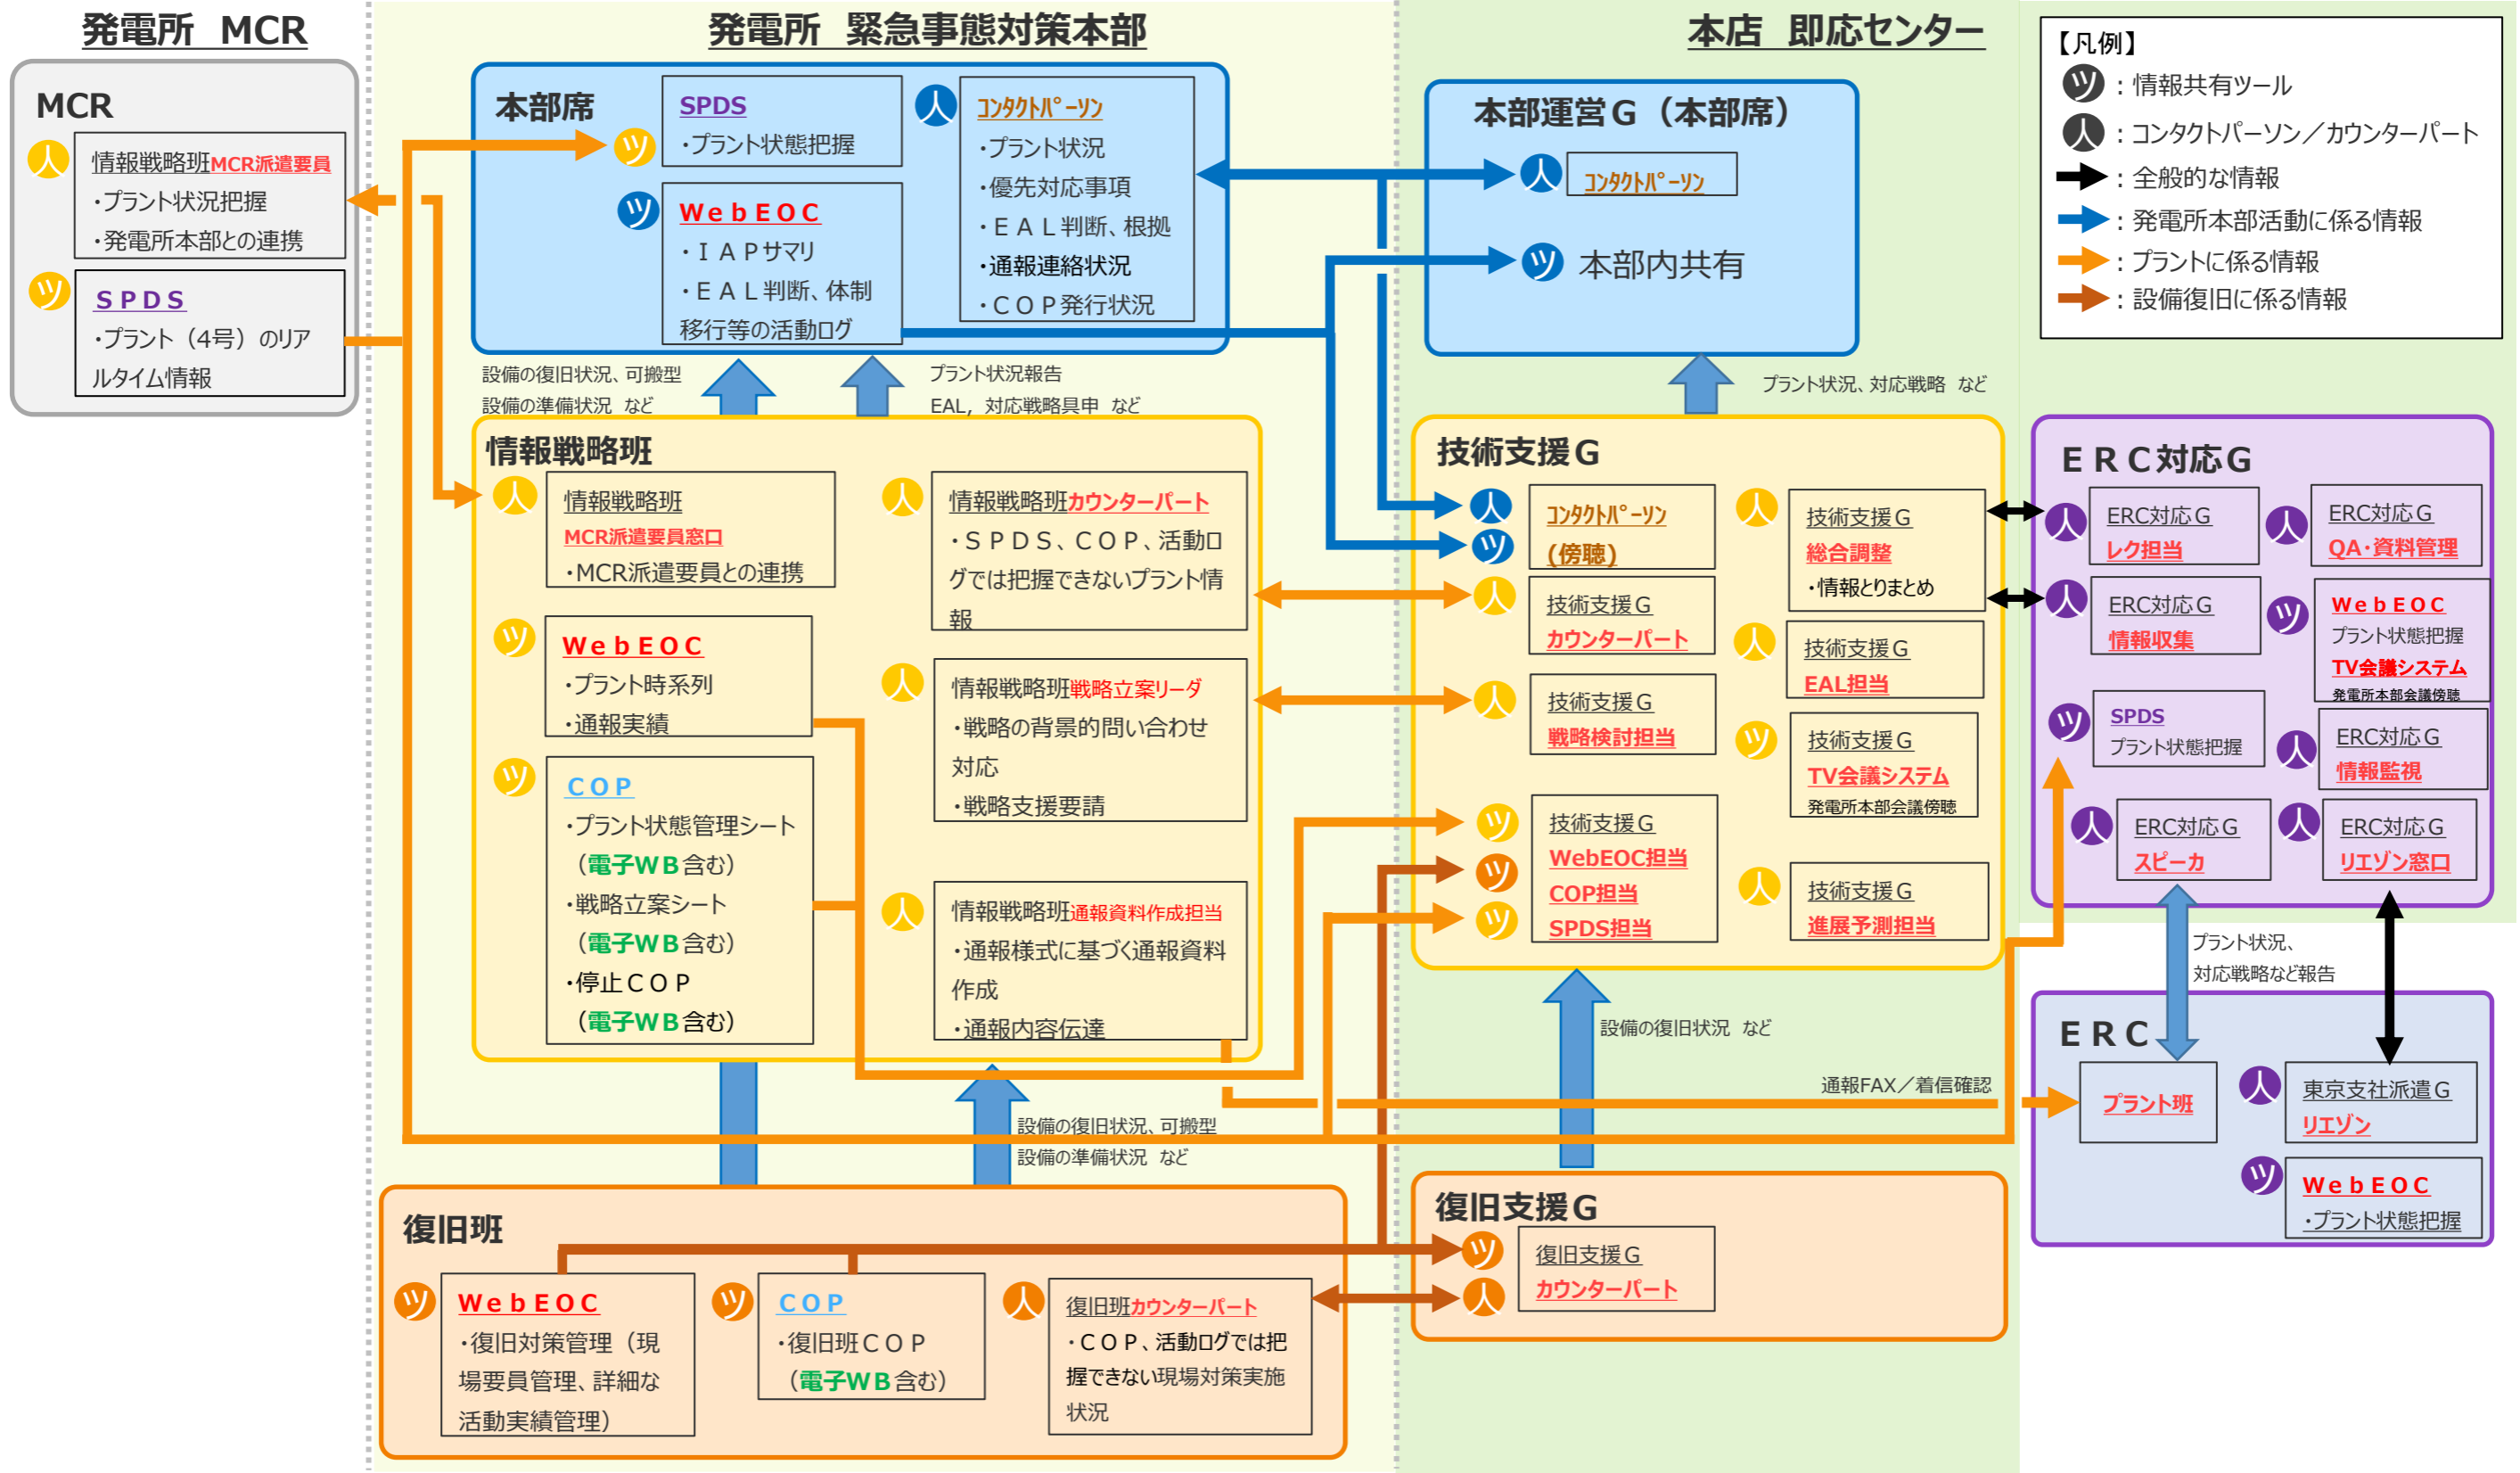 発電所　MCR
発電所　緊急事態対策本部
本店　即応センター
【凡例】
ツ：情報共有ツール
人：コンタクトパーソン／カウンターパート
：全般的な情報
：発電所本部活動に係る情報
：プラントに係る情報
：設備復旧に係る情報
MCR
人
情報戦略班MCR派遣要員
・プラント状況把握
・発電所本部との連携
ツ
ＳＰＤＳ
・プラント（4号）のリア
ルタイム情報
本部席
ツ
SPDS
・プラント状態把握
ツ
ＷｅｂＥＯＣ
・ＩＡＰサマリ
・ＥＡＬ判断、体制
移行等の活動ログ
人
ｺﾝﾀｸﾄﾊﾟｰｿﾝ
・プラント状況
・優先対応事項
・ＥＡＬ判断、根拠
・通報連絡状況
・ＣＯＰ発行状況
本部運営Ｇ（本部席）
人
ｺﾝﾀｸﾄﾊﾟｰｿﾝ
ツ
本部内共有
設備の復旧状況、可搬型
設備の準備状況 など
プラント状況報告
EAL，対応戦略具申 など
プラント状況、対応戦略 など
情報戦略班
人
情報戦略班
MCR派遣要員窓口
・MCR派遣要員との連携
ツ
ＷｅｂＥＯＣ
・プラント時系列
・通報実績
ツ
ＣＯＰ
・プラント状態管理シート
（電子ＷＢ含む）
・戦略立案シート
（電子ＷＢ含む）
・停止ＣＯＰ
（電子ＷＢ含む）
人
情報戦略班カウンターパート
・ＳＰＤＳ、ＣＯＰ、活動ロ
グでは把握できないプラント情
報
人
情報戦略班戦略立案リーダ
・戦略の背景的問い合わせ
対応
・戦略支援要請
人
情報戦略班通報資料作成担当
・通報様式に基づく通報資料
作成
・通報内容伝達
技術支援Ｇ
人
ツ
ｺﾝﾀｸﾄﾊﾟｰｿﾝ
(傍聴)
人
技術支援Ｇ
カウンターパート
人
技術支援Ｇ
戦略検討担当
ツ
ツ
ツ
技術支援Ｇ
WebEOC担当
COP担当
SPDS担当
人
技術支援Ｇ
総合調整
・情報とりまとめ
人
技術支援Ｇ
EAL担当
ツ
技術支援Ｇ
TV会議システム
発電所本部会議傍聴
人
技術支援Ｇ
進展予測担当
ＥＲＣ対応Ｇ
人
ERC対応Ｇ
レク担当
人
ERC対応Ｇ
QA・資料管理
人
ERC対応Ｇ
情報収集
ツ
ＷｅｂＥＯＣ
プラント状態把握
TV会議システム
発電所本部会議傍聴
ツ
SPDS
プラント状態把握
人
ERC対応Ｇ
情報監視
人
ERC対応Ｇ
スピーカ
人
ERC対応Ｇ
リエゾン窓口
プラント状況、
対応戦略など報告
ＥＲＣ
プラント班
人
東京支社派遣Ｇ
リエゾン
ツ
ＷｅｂＥＯＣ
・プラント状態把握
設備の復旧状況 など
通報FAX／着信確認
設備の復旧状況、可搬型
設備の準備状況 など
復旧班
ツ
ＷｅｂＥＯＣ
・復旧対策管理（現
場要員管理、詳細な
活動実績管理）
ツ
ＣＯＰ
・復旧班ＣＯＰ
（電子ＷＢ含む）
人
復旧班カウンターパート
・ＣＯＰ、活動ログでは把
握できない現場対策実施
状況
復旧支援Ｇ
ツ
人
復旧支援Ｇ
カウンターパート